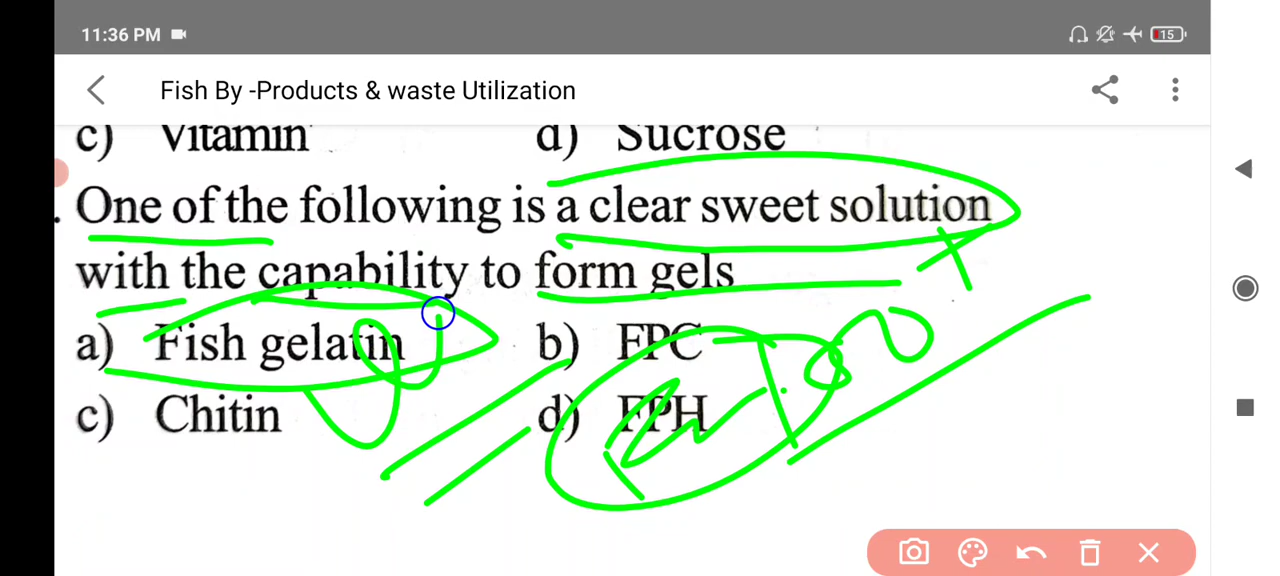 11:36 PM
15
Fish By -Products & waste Utilization
c) Vitamin d) Sucrose
. One of the following is a clear sweet solution
with the capability to form gels
a) Fish gelatin b) FPC
c) Chitin d) FPH